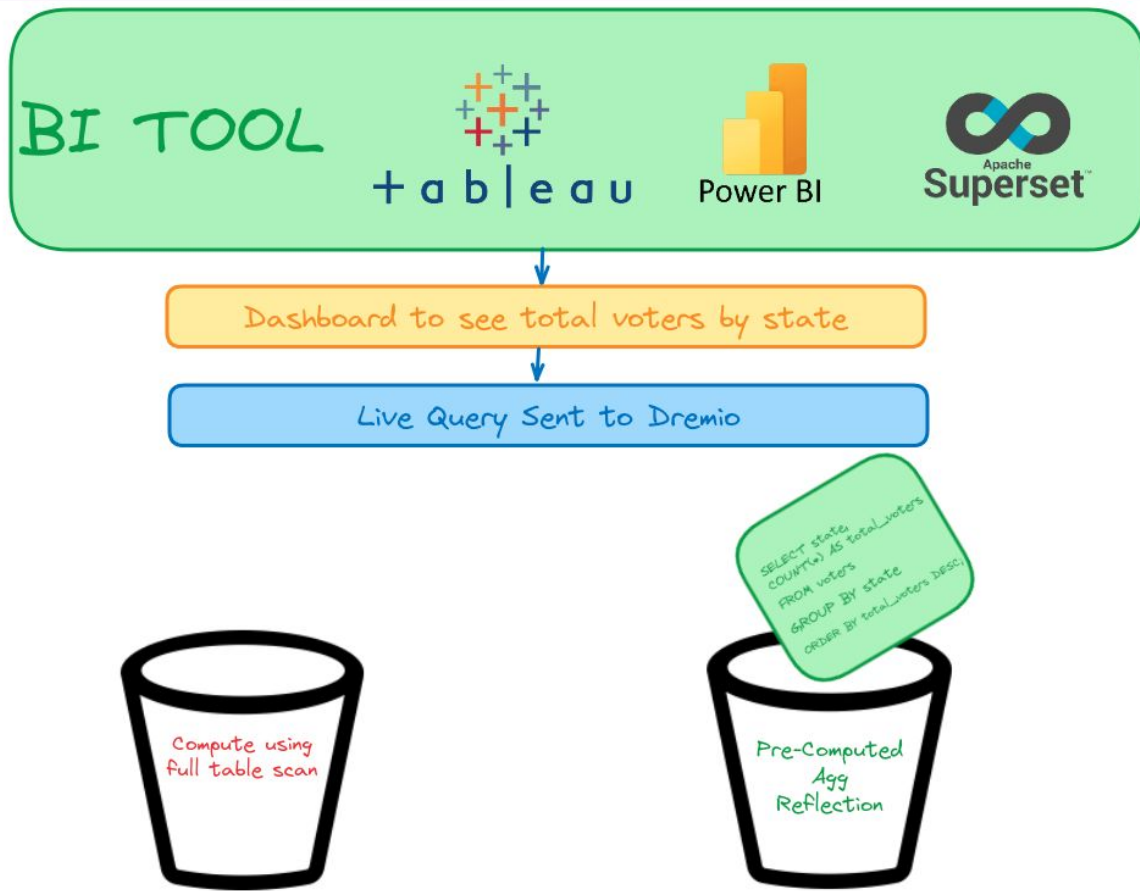 BI TOOL
+ableau
Power BI
Apache
Superset™
Dashboard to see total voters by state
Live Query Sent to Dremio
SELECT state,
COUNT(*) AS total_voters
FROM voters
GROUP BY state
ORDER BY total_voters DESC;
Compute using
full table scan
Pre-Computed
Agg
Reflection